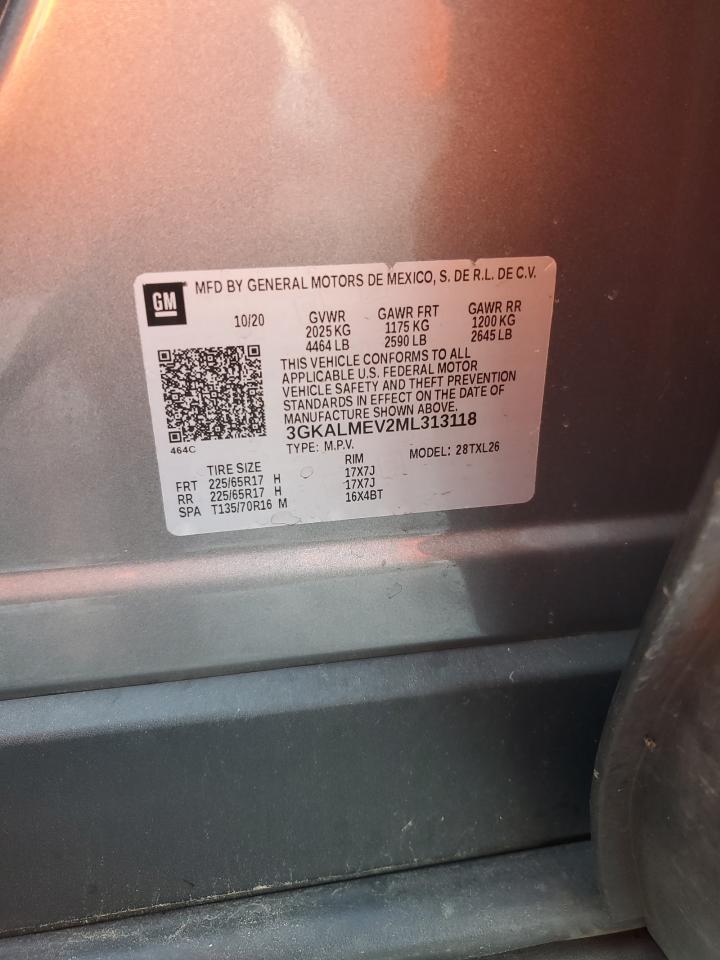 GM
MFD BY GENERAL MOTORS DE MEXICO, S. DE R.L. DE C.V.
10/20 GVWR GAWR FRT GAWR RR
2025 KG 1175 KG 1200 KG
4464 LB 2590 LB 2645 LB
THIS VEHICLE CONFORMS TO ALL
APPLICABLE U.S. FEDERAL MOTOR
VEHICLE SAFETY AND THEFT PREVENTION
STANDARDS IN EFFECT ON THE DATE OF
MANUFACTURE SHOWN ABOVE.
3GKALMEV2ML313118
464C
TYPE: M.P.V. MODEL: 28TXL26
TIRE SIZE RIM
FRT 225/65R17 H 17X7J
RR 225/65R17 H 17X7J
SPA T135/70R16 M 16X4BT